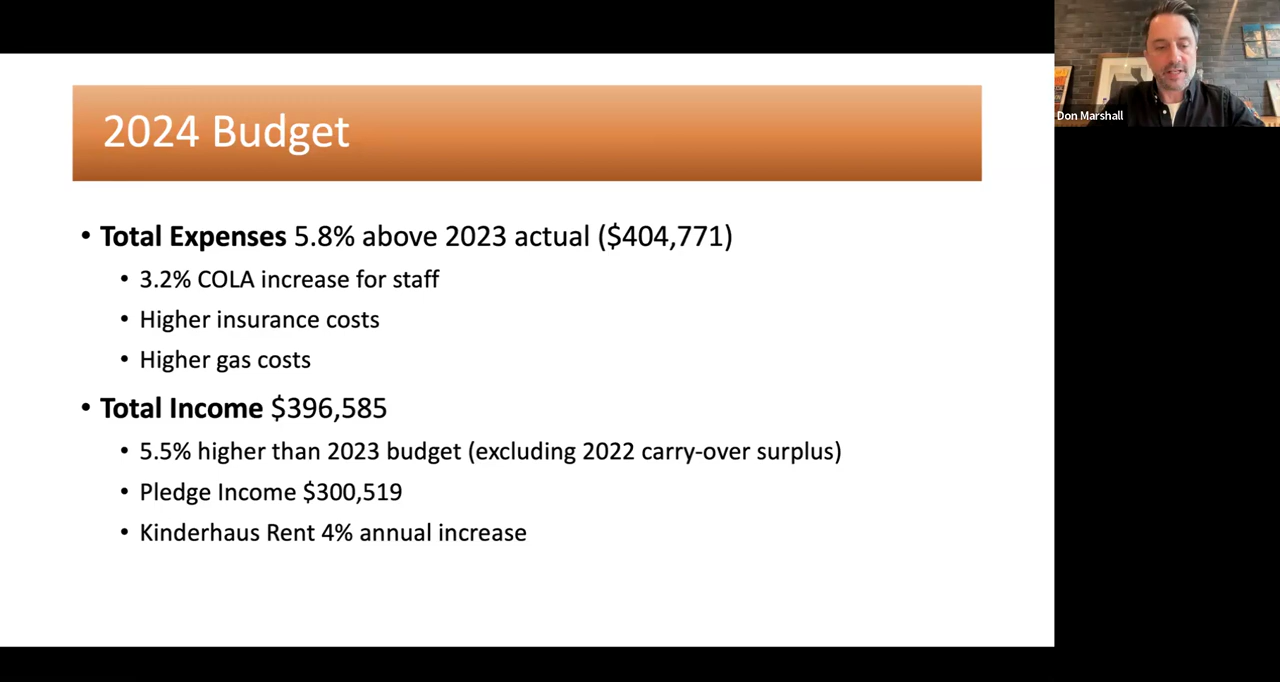 2024 Budget
• Total Expenses 5.8% above 2023 actual ($404,771)
• 3.2% COLA increase for staff
• Higher insurance costs
• Higher gas costs
• Total Income $396,585
• 5.5% higher than 2023 budget (excluding 2022 carry-over surplus)
• Pledge Income $300,519
• Kinderhaus Rent 4% annual increase
Don Marshall